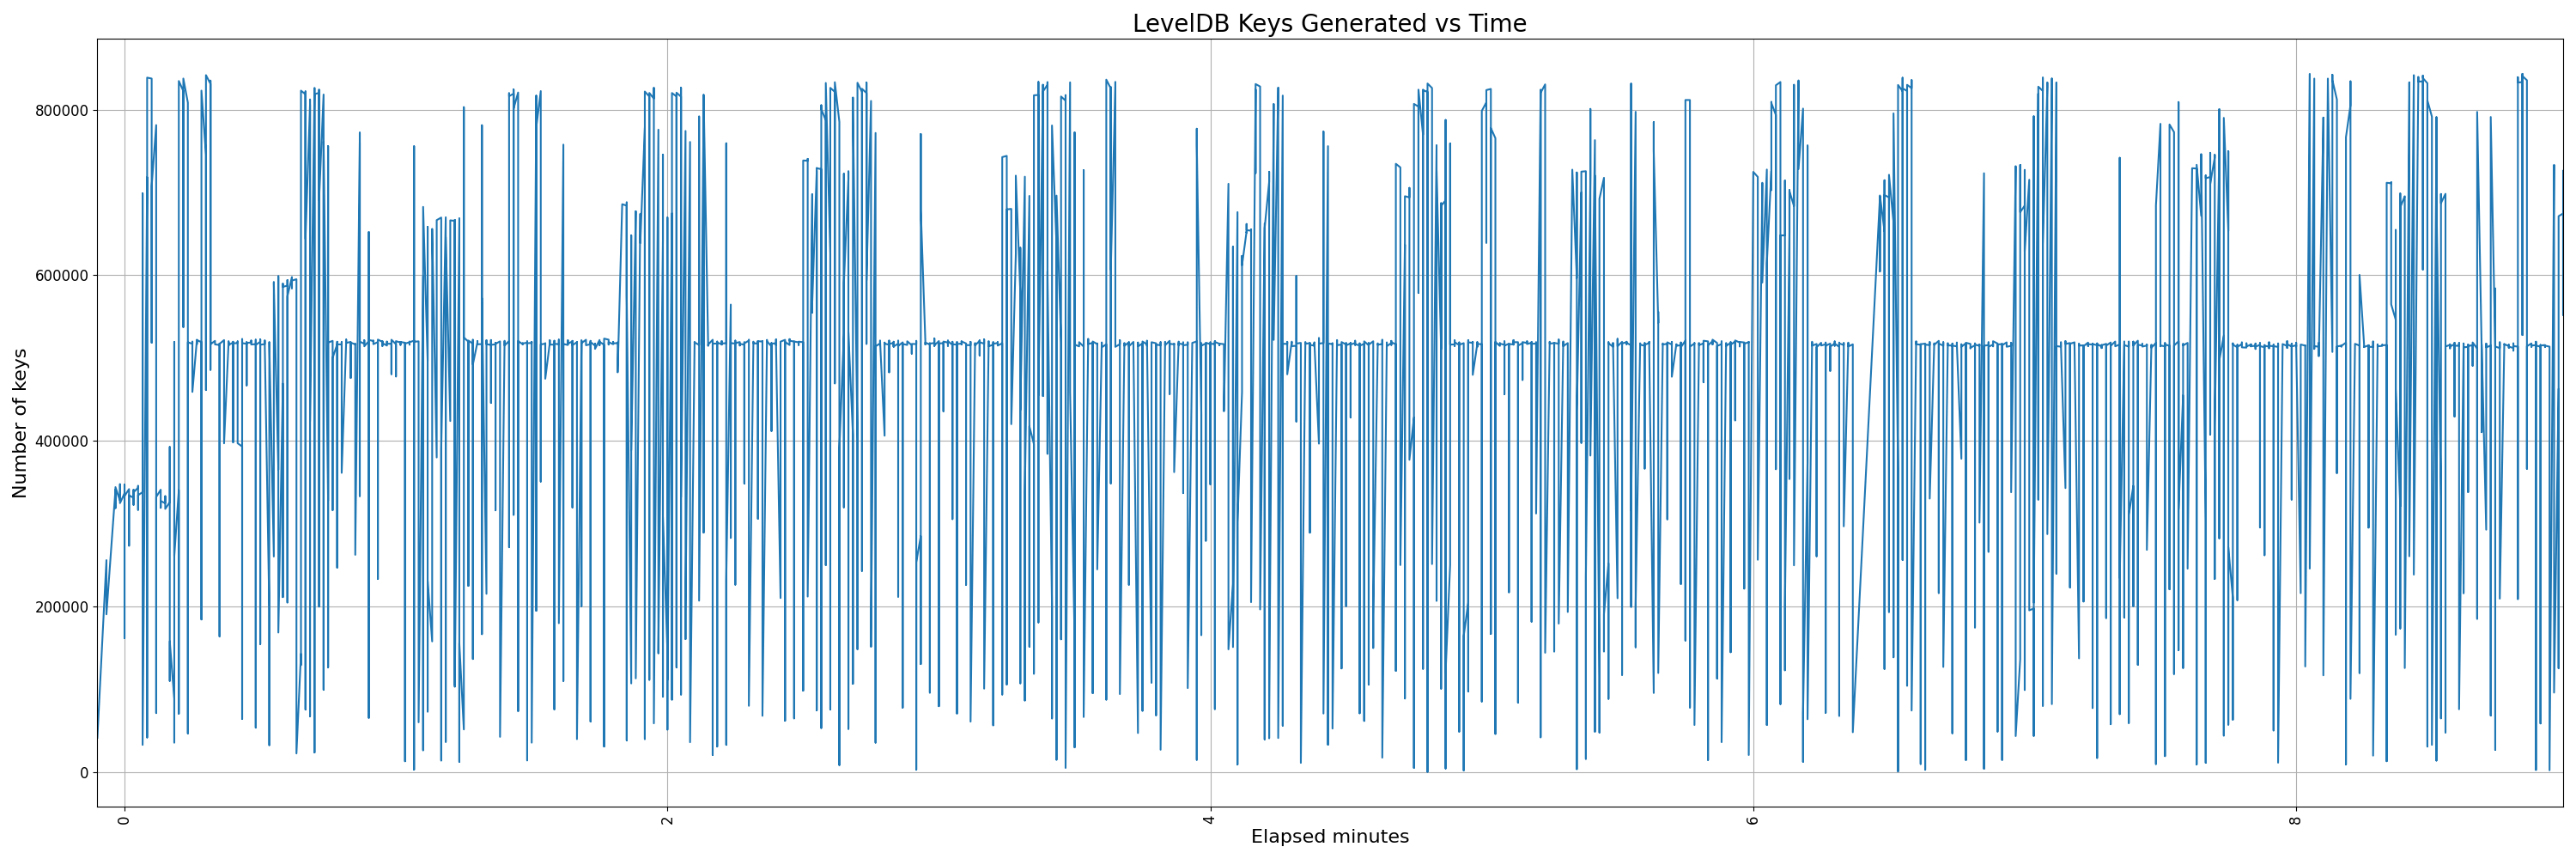 LevelDB Keys Generated vs Time
Number of keys
800000
600000
400000
200000
0
0 2 4 6 8
Elapsed minutes